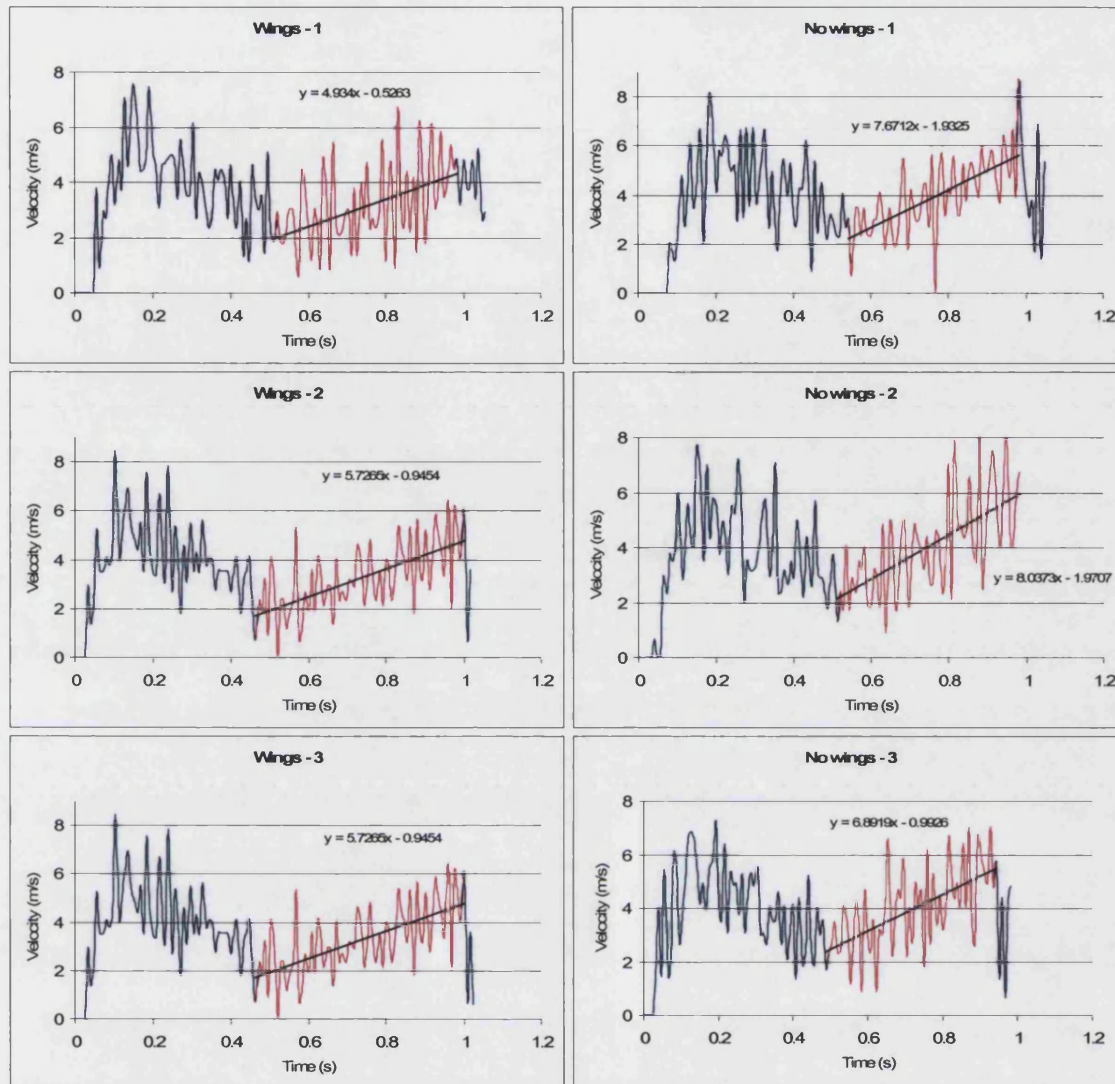 Wings - 1
y = 4.934x - 0.5263
Velocity (m/s)
8
6
4
2
0
0 0.2 0.4 0.6 0.8 1 1.2
Time (s)
No wings - 1
y = 7.6712x - 1.9325
Velocity (m/s)
8
6
4
2
0
0 0.2 0.4 0.6 0.8 1 1.2
Time (s)
Wings - 2
y = 5.7265x - 0.9454
Velocity (m/s)
8
6
4
2
0
0 0.2 0.4 0.6 0.8 1 1.2
Time (s)
No wings - 2
y = 8.0373x - 1.9707
Velocity (m/s)
8
6
4
2
0
0 0.2 0.4 0.6 0.8 1 1.2
Time (s)
Wings - 3
y = 5.7265x - 0.9454
Velocity (m/s)
8
6
4
2
0
0 0.2 0.4 0.6 0.8 1 1.2
Time (s)
No wings - 3
y = 6.8919x - 0.9926
Velocity (m/s)
8
6
4
2
0
0 0.2 0.4 0.6 0.8 1 1.2
Time (s)